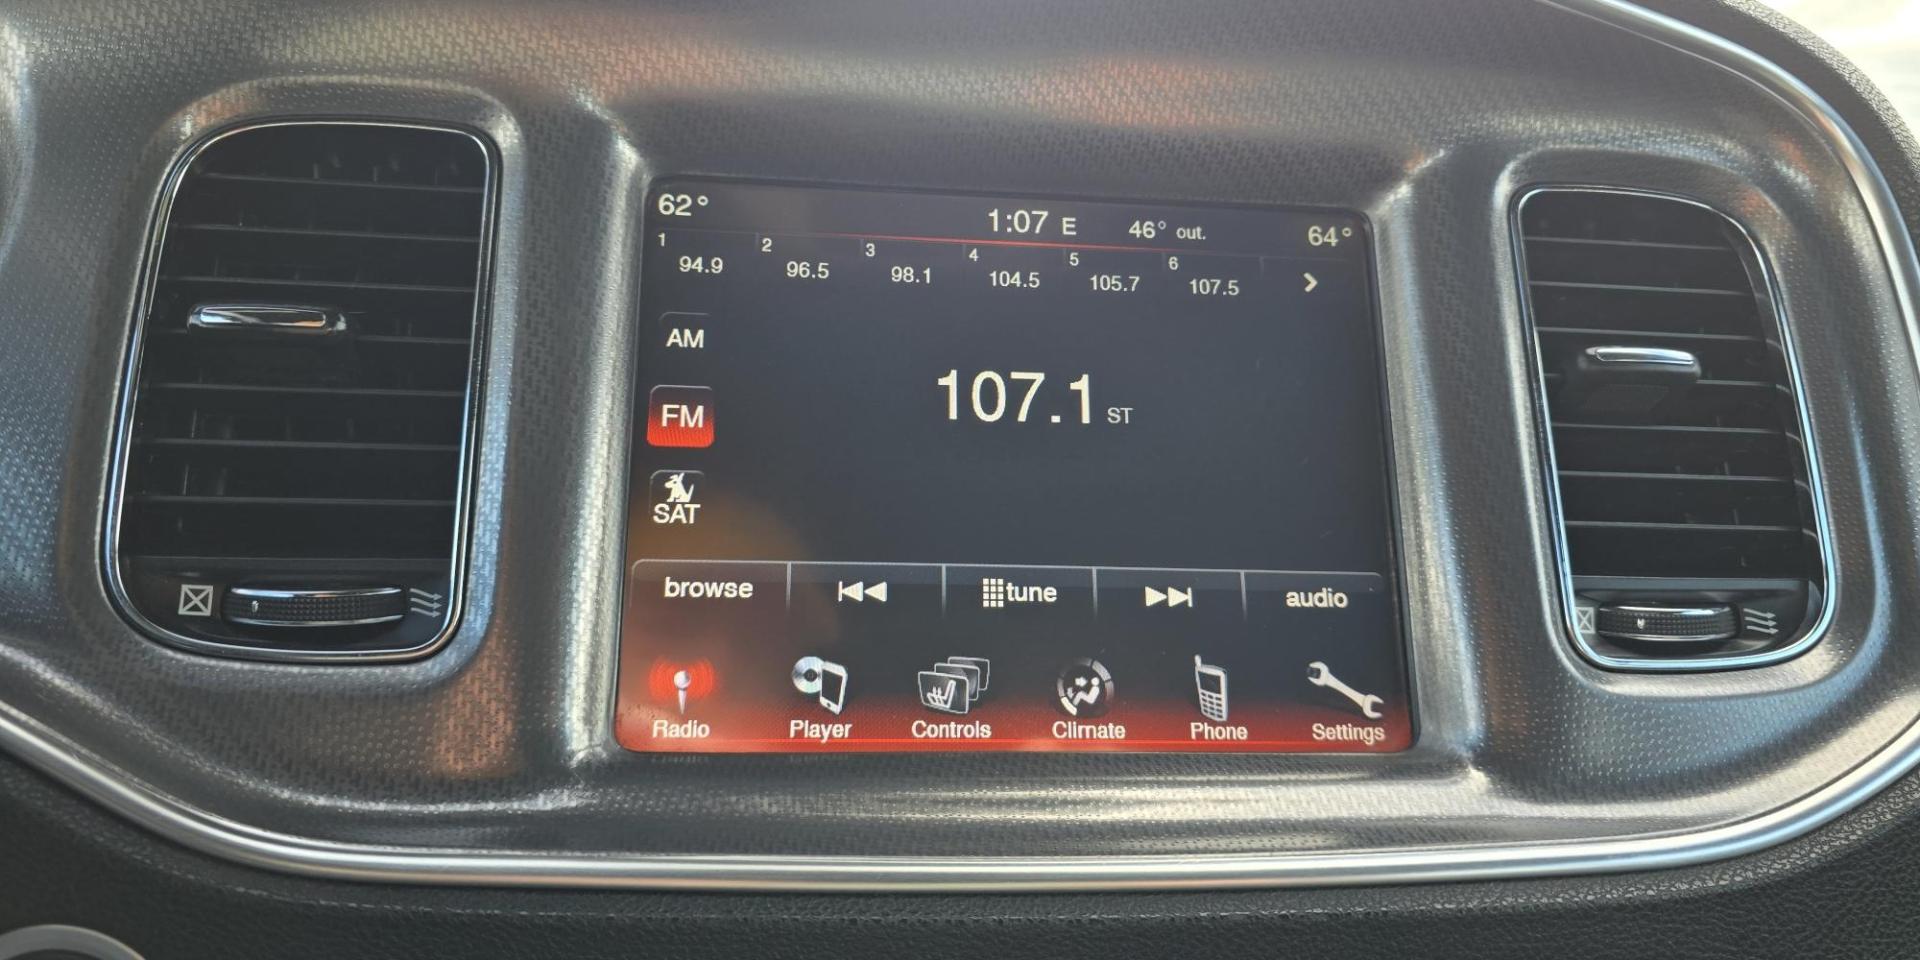 62° 1:07 E 46° out. 64°
1 2 3 4 5 6
94.9 96.5 98.1 104.5 105.7 107.5 >
AM
107.1 ST
FM
SAT
browse tune audio
Radio Player Controls Climate Phone Settings